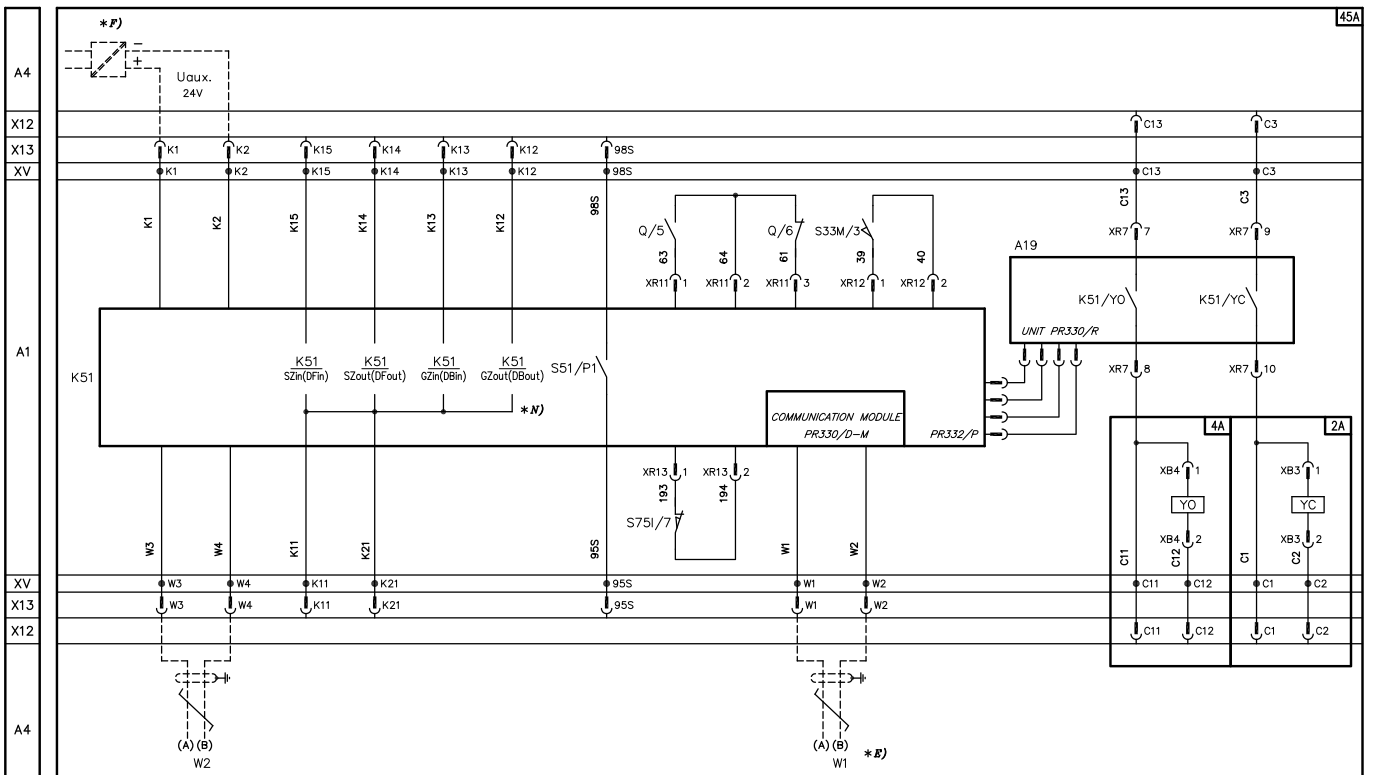 *F)
45A
A4
Uaux.
24V
−
+
X12
C13 C3
X13
K1 K2 K15 K14 K13 K12 98S
XV
K1 K2 K15 K14 K13 K12 98S C13 C3
K1 K2 K15 K14 K13 K12 98S C13 C3
Q/5 Q/6 S33M/3
63 64 61 39 40
XR11 1 XR11 2 XR11 3 XR12 1 XR12 2
XR7 7 XR7 9
A19
K51/YO K51/YC
UNIT PR330/R
A1
K51
K51 K51 K51 K51
SZin(DFin) SZout(DFout) GZin(DBin) GZout(DBout)
S51/P1
XR7 8 XR7 10
*N)
COMMUNICATION MODULE
PR330/D-M
PR332/P
4A 2A
XR13 1 XR13 2
193 194
XB4 1 XB3 1
YO YC
S75I/7
XB4 2 XB3 2
W3 W4 K11 K21 95S W1 W2 C11 C12 C1 C2
XV
W3 W4 K11 K21 95S W1 W2 C11 C12 C1 C2
X13
W3 W4 K11 K21 95S W1 W2
X12
C11 C12 C1 C2
A4
(A) (B) (A) (B)
*E)
W2 W1